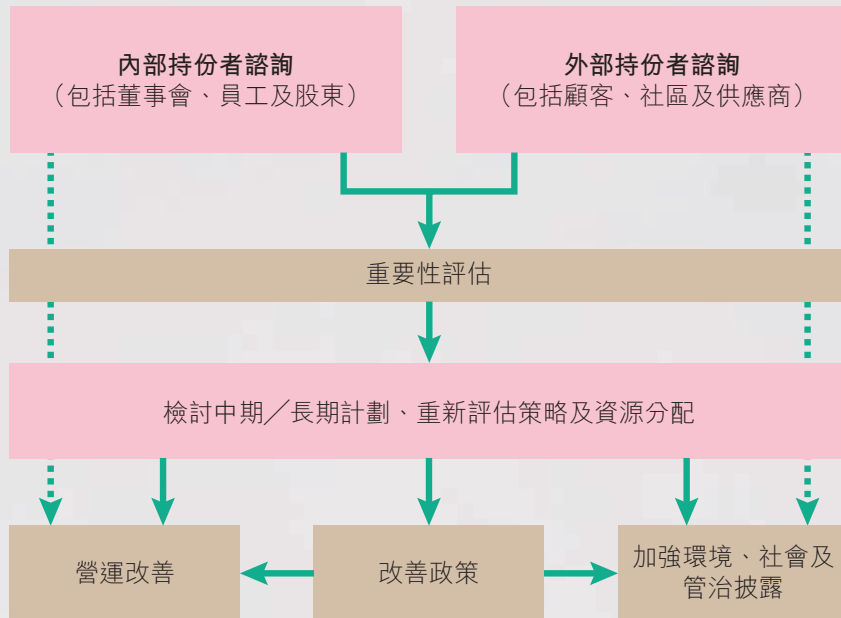 內部持份者諮詢
（包括董事會、員工及股東）
外部持份者諮詢
（包括顧客、社區及供應商）
重要性評估
檢討中期／長期計劃、重新評估策略及資源分配
營運改善
改善政策
加強環境、社會及
管治披露